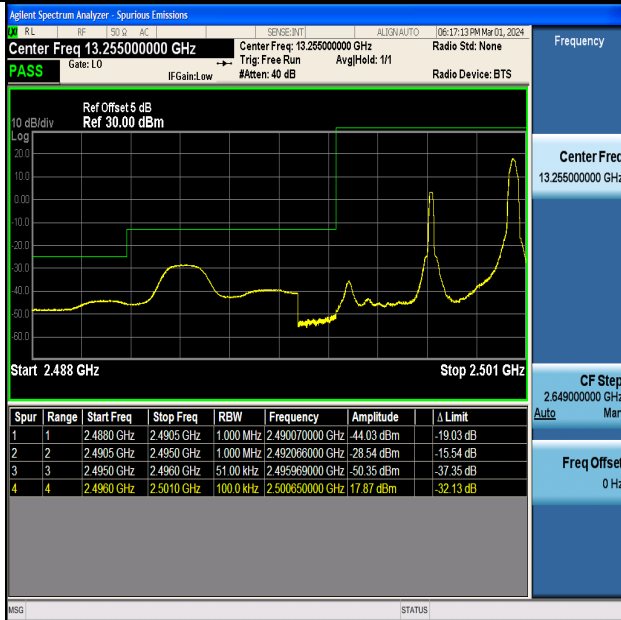 Agilent Spectrum Analyzer - Spurious Emissions
LXI RL RF 50 Ω AC SENSE:INT ALIGN AUTO 06:17:13 PM Mar 01, 2024
Center Freq 13.255000000 GHz Center Freq: 13.255000000 GHz Radio Std: None
Trig: Free Run Avg|Hold: 1/1
PASS Gate: LO IFGain:Low #Atten: 40 dB Radio Device: BTS
Ref Offset 5 dB
10 dB/div Ref 30.00 dBm
Log
20.0
10.0
0.00
-10.0
-20.0
-30.0
-40.0
-50.0
-60.0
Start 2.488 GHz Stop 2.501 GHz
Spur Range Start Freq Stop Freq RBW Frequency Amplitude Δ Limit
1 1 2.4880 GHz 2.4905 GHz 1.000 MHz 2.490070000 GHz -44.03 dBm -19.03 dB
2 2 2.4905 GHz 2.4950 GHz 1.000 MHz 2.492066000 GHz -28.54 dBm -15.54 dB
3 3 2.4950 GHz 2.4960 GHz 51.00 kHz 2.495969000 GHz -50.35 dBm -37.35 dB
4 4 2.4960 GHz 2.5010 GHz 100.0 kHz 2.500650000 GHz 17.87 dBm -32.13 dB
MSG STATUS
Frequency
Center Freq
13.255000000 GHz
CF Step
2.649000000 GHz
Auto Man
Freq Offset
0 Hz